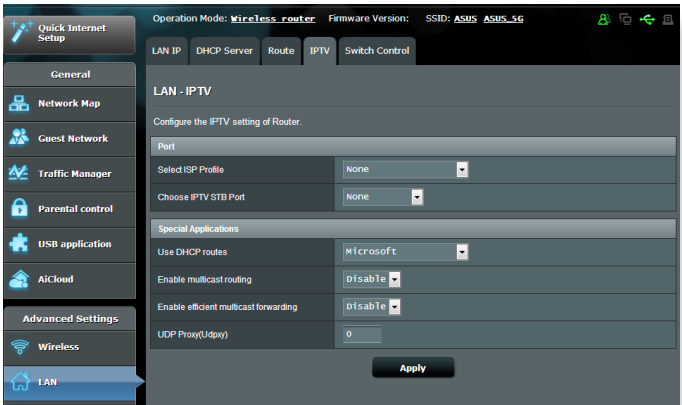 Operation Mode: Wireless router Firmware Version: SSID: ASUS ASUS_5G
Quick Internet
Setup
LAN IP DHCP Server Route IPTV Switch Control
General
Network Map
Guest Network
Traffic Manager
Parental control
USB application
AiCloud
Advanced Settings
Wireless
LAN
LAN - IPTV
Configure the IPTV setting of Router.
Port
Select ISP Profile None
Choose IPTV STB Port None
Special Applications
Use DHCP routes Microsoft
Enable multicast routing Disable
Enable efficient multicast forwarding Disable
UDP Proxy(Udpxy) 0
Apply